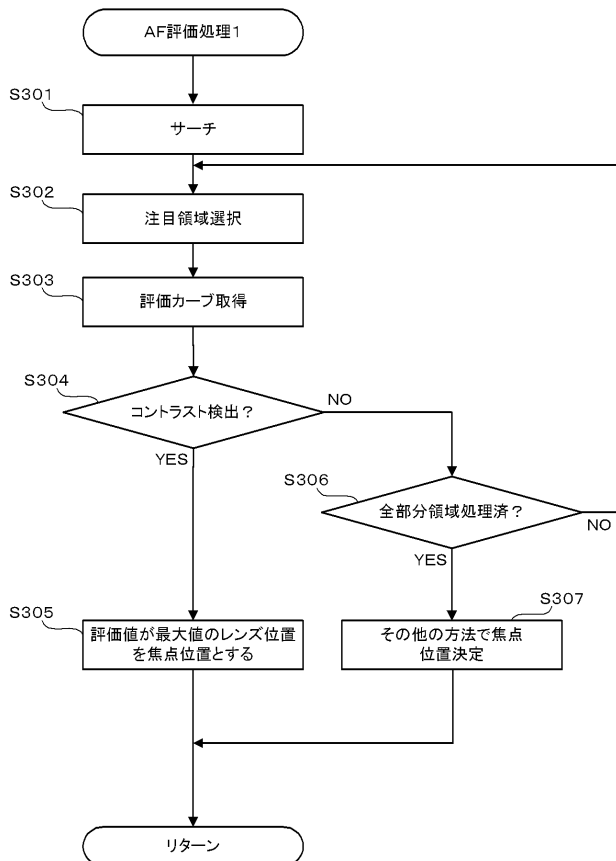 AF評価処理1
S301
サーチ
S302
注目領域選択
S303
評価カーブ取得
S304
コントラスト検出?
NO
YES
S306
全部分領域処理済?
NO
YES
S305
評価値が最大値のレンズ位置
を焦点位置とする
S307
その他の方法で焦点
位置決定
リターン